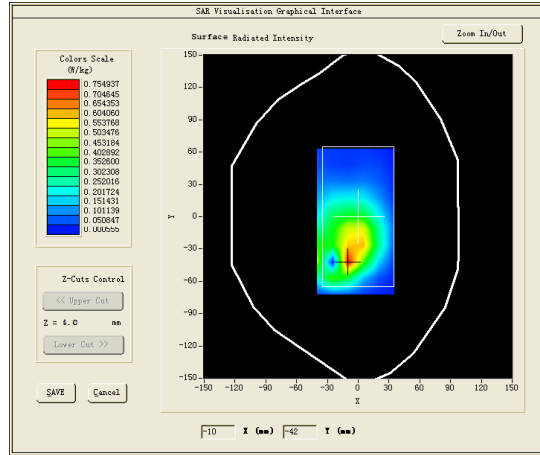 SAR Visualisation Graphical Interface
Surface Radiated Intensity
Zoom In/Out
Colors Scale
(W/kg)
0.754937
0.704645
0.654353
0.604060
0.553768
0.503476
0.453184
0.402892
0.352600
0.302308
0.252016
0.201724
0.151431
0.101139
0.050847
0.000555
Z-Cuts Control
<< Upper Cut
Z = 4.0 mm
Lower Cut >>
SAVE Cancel
150
120
90
60
30
0
-30
-60
-90
-120
-150
Y
-150 -120 -90 -60 -30 0 30 60 90 120 150
X
-10 X (mm) -42 Y (mm)